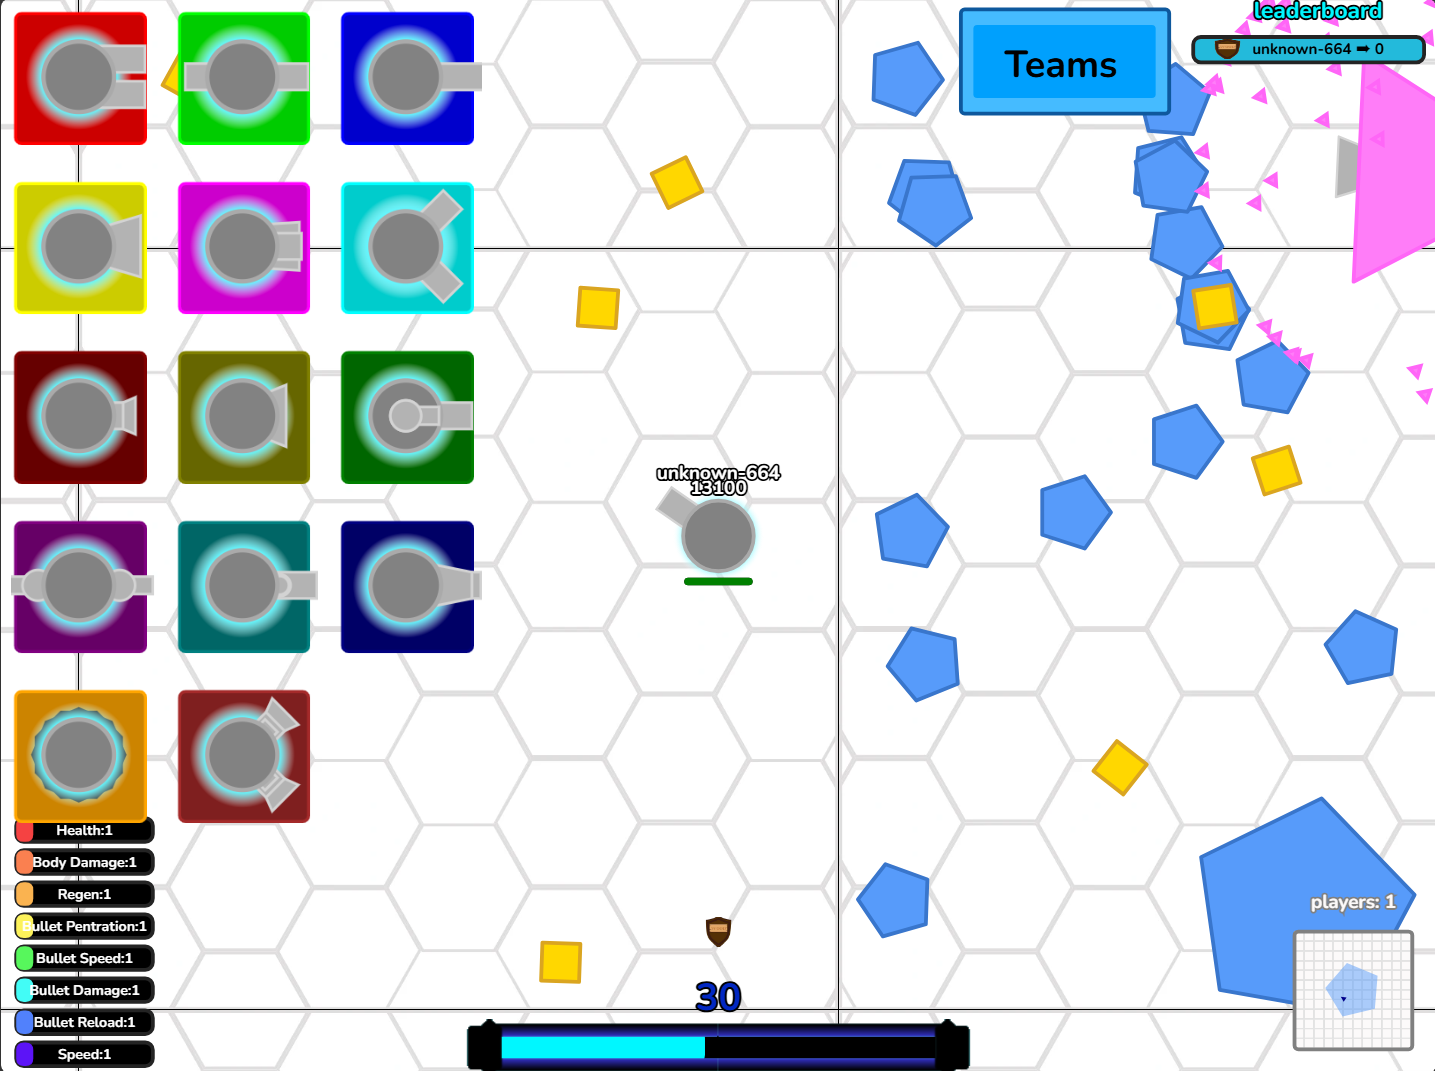 leaderboard
unknown-664 ➡ 0
Teams
unknown-664
13100
Health:1
Body Damage:1
Regen:1
Bullet Pentration:1
Bullet Speed:1
Bullet Damage:1
Bullet Reload:1
Speed:1
players: 1
30